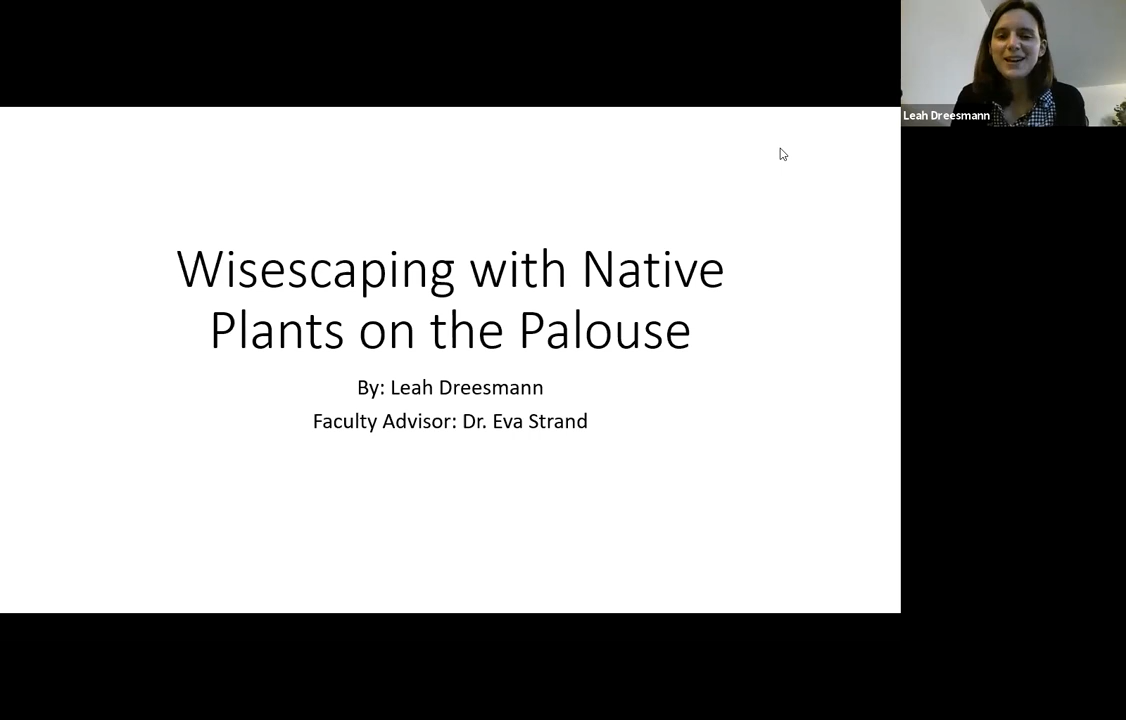 Leah Dreesmann
Wisescaping with Native
Plants on the Palouse
By: Leah Dreesmann
Faculty Advisor: Dr. Eva Strand